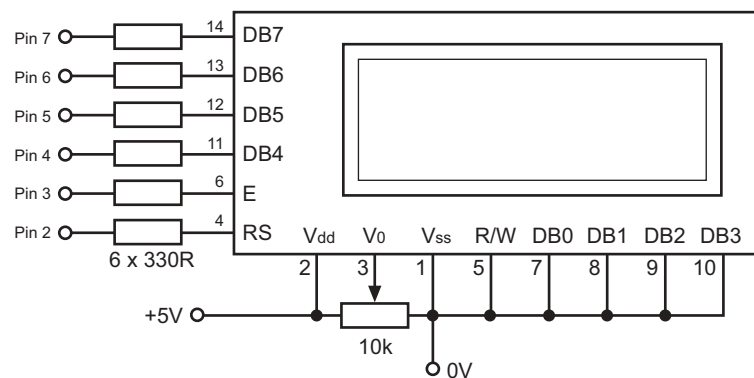 Pin 7 14 DB7
Pin 6 13 DB6
Pin 5 12 DB5
Pin 4 11 DB4
Pin 3 6 E
Pin 2 4 RS
6 x 330R
Vdd V0 Vss R/W DB0 DB1 DB2 DB3
2 3 1 5 7 8 9 10
+5V
10k
0V